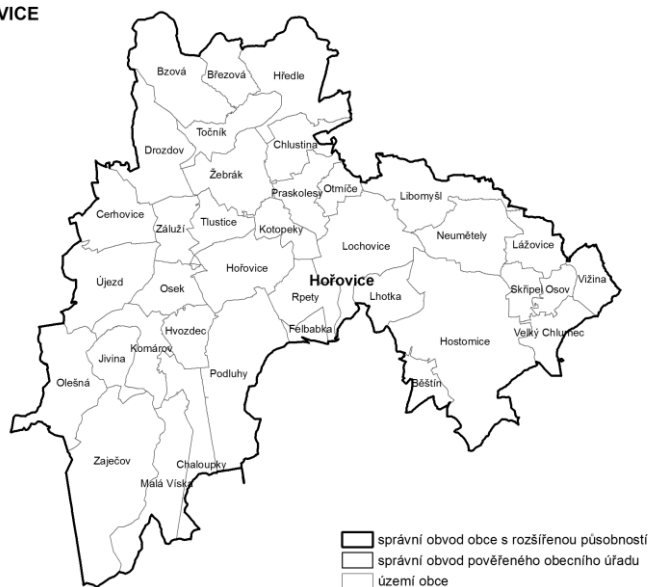 VICE
Bzová
Březová
Hředle
Točník
Chlustina
Drozdov
Žebrák
Praskolesy
Otmíče
Libomyšl
Cerhovice
Záluží
Tlustice
Kotopeky
Neumětely
Lochovice
Lážovice
Hořovice
Újezd
Osek
Hořovice
Rpety
Lhotka
Skřipel
Osov
Vižina
Hvozdec
Felbabka
Hostomice
Velký Chlumec
Komárov
Jivina
Olešná
Podluhy
Běštín
Zaječov
Chaloupky
Malá Víska
správní obvod obce s rozšířenou působností
správní obvod pověřeného obecního úřadu
území obce